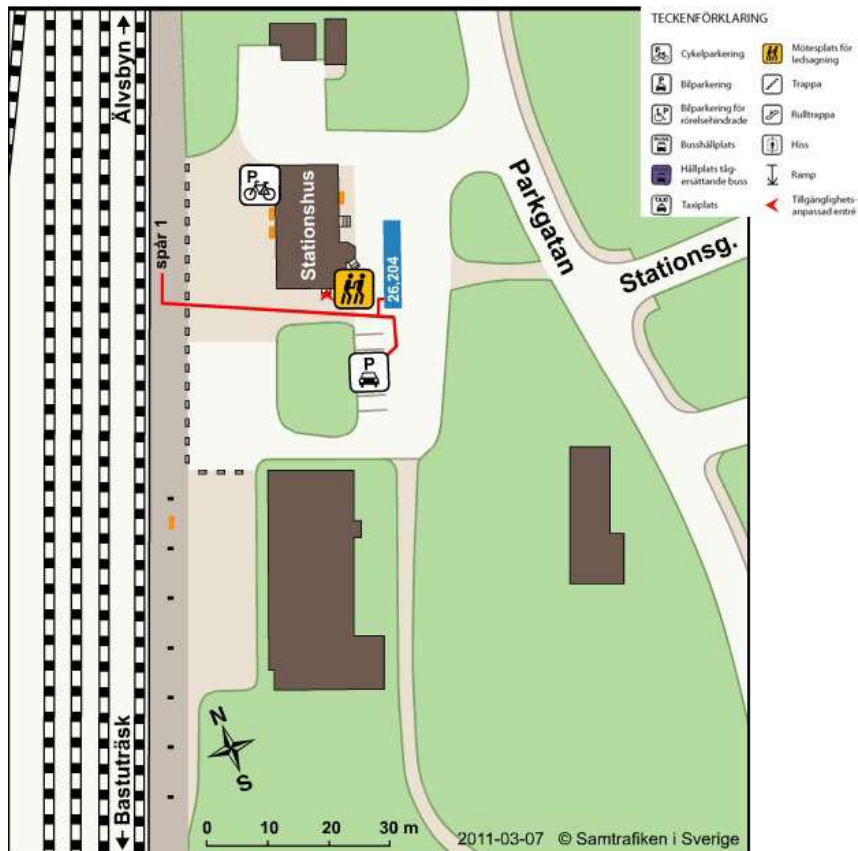 Älvsbyn →
TECKENFÖRKLARING
P
Cykelparkering
Mötesplats för
ledsagning
P
Bilparkering
Trappa
P
Bilparkering för
rörelsehindrade
Rulltrappa
Busshållplats
Hiss
Hållplats tåg-
ersättande buss
Ramp
TAXI
Taxiplats
Tillgänglighets-
anpassad entré
Parkgatan
Stationsg.
P
Stationshus
spår 1
26,204
P
← Bastuträsk
N
S
0 10 20 30 m
2011-03-07 © Samtrafiken i Sverige